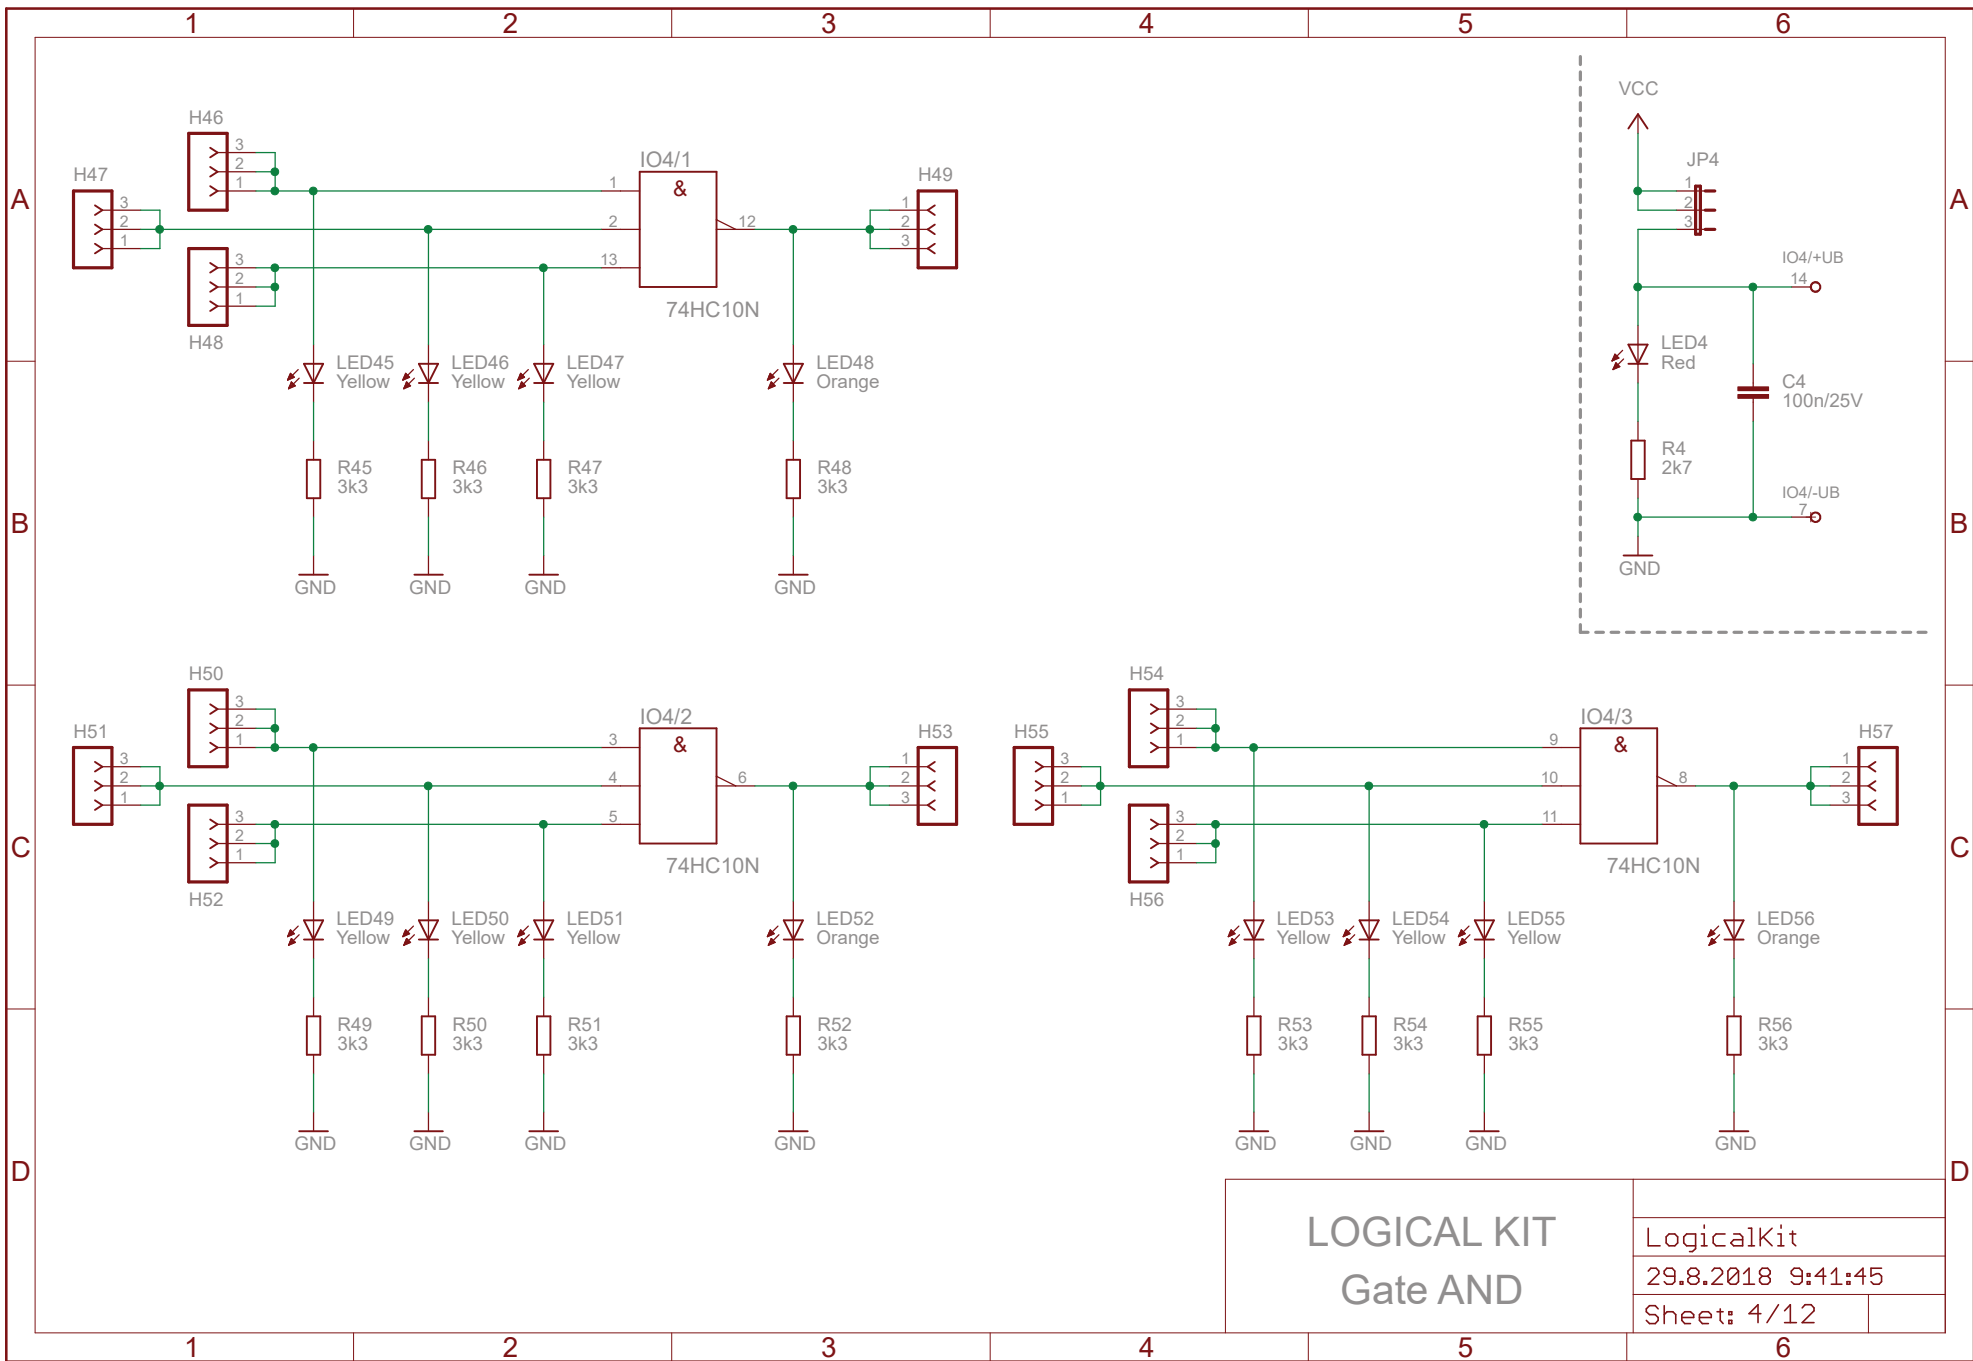 1 2 3 4 5 6
A A
B B
C C
D D
1 2 3 4 5 6
H46
3
2
1
H47
3
2
1
H48
3
2
1
IO4/1
&
1
2
13
12
74HC10N
H49
1
2
3
LED45
Yellow
LED46
Yellow
LED47
Yellow
LED48
Orange
R45
3k3
R46
3k3
R47
3k3
R48
3k3
GND
GND
GND
GND
VCC
JP4
1
2
3
IO4/+UB
14
LED4
Red
C4
100n/25V
R4
2k7
IO4/-UB
7
GND
H50
3
2
1
H51
3
2
1
H52
3
2
1
IO4/2
&
3
4
5
6
74HC10N
H53
1
2
3
LED49
Yellow
LED50
Yellow
LED51
Yellow
LED52
Orange
R49
3k3
R50
3k3
R51
3k3
R52
3k3
GND
GND
GND
GND
H54
3
2
1
H55
3
2
1
H56
3
2
1
IO4/3
&
9
10
11
8
74HC10N
H57
1
2
3
LED53
Yellow
LED54
Yellow
LED55
Yellow
LED56
Orange
R53
3k3
R54
3k3
R55
3k3
R56
3k3
GND
GND
GND
GND
LOGICAL KIT
Gate AND
LogicalKit
29.8.2018 9:41:45
Sheet: 4/12